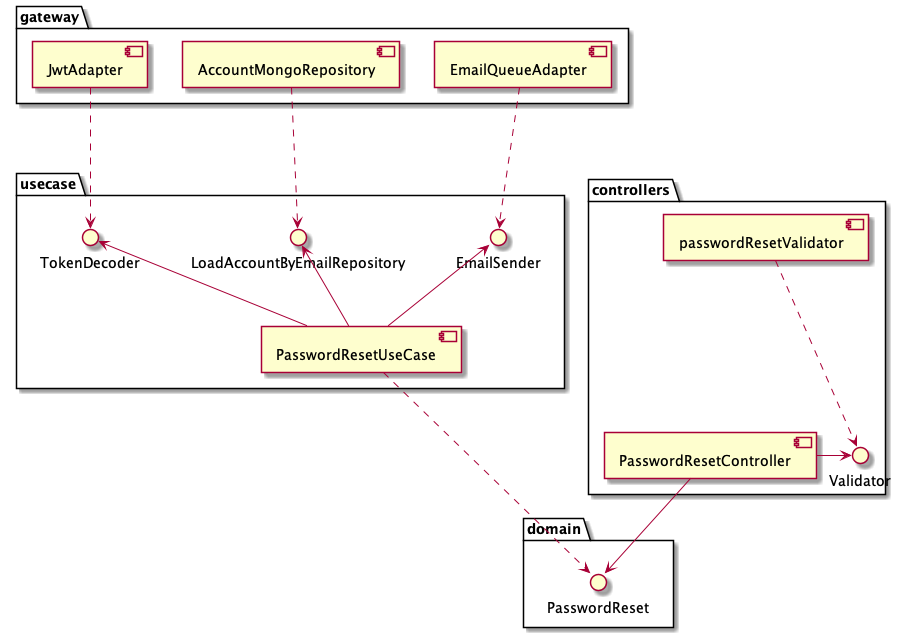 gateway
JwtAdapter
AccountMongoRepository
EmailQueueAdapter
usecase
controllers
passwordResetValidator
TokenDecoder
LoadAccountByEmailRepository
EmailSender
PasswordResetUseCase
PasswordResetController
Validator
domain
PasswordReset